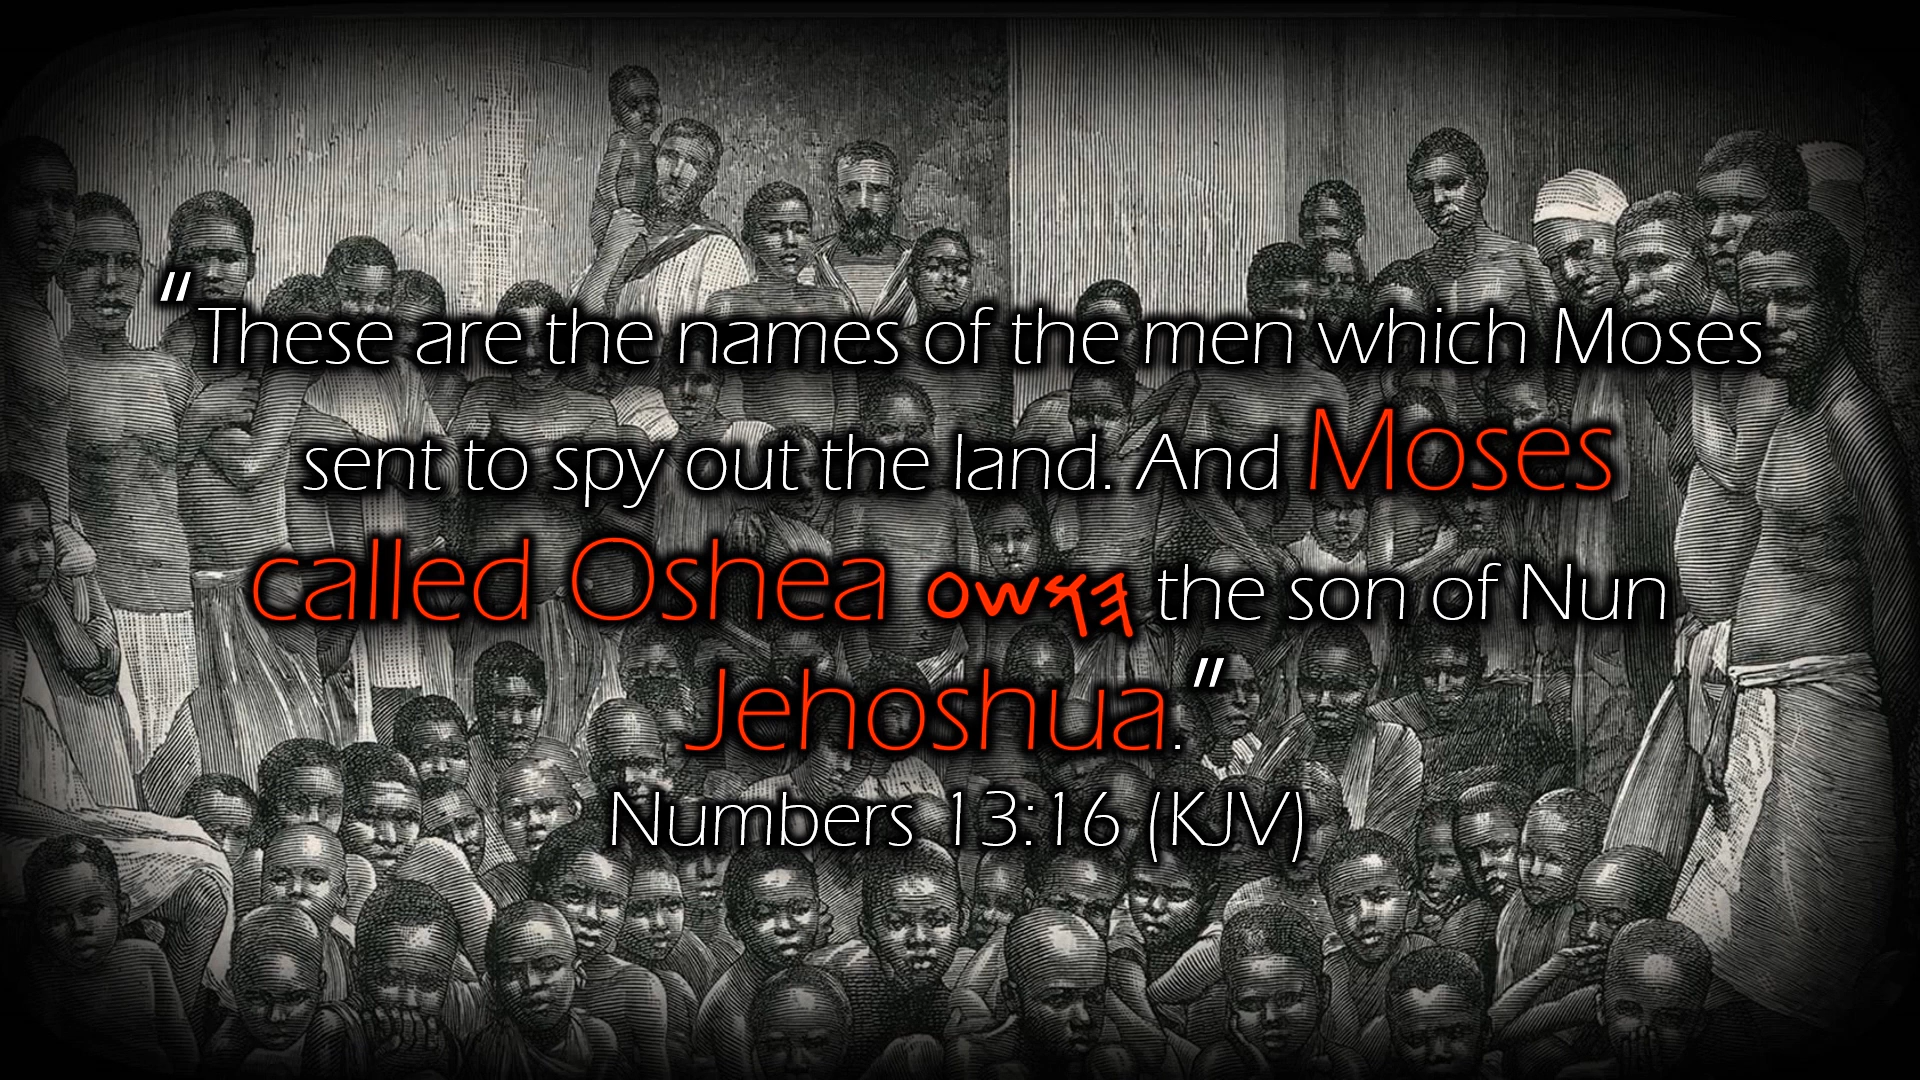 "These are the names of the men which Moses
sent to spy out the land. And Moses
called Oshea 𐤄𐤅𐤔𐤏 the son of Nun
Jehoshua."
Numbers 13:16 (KJV)